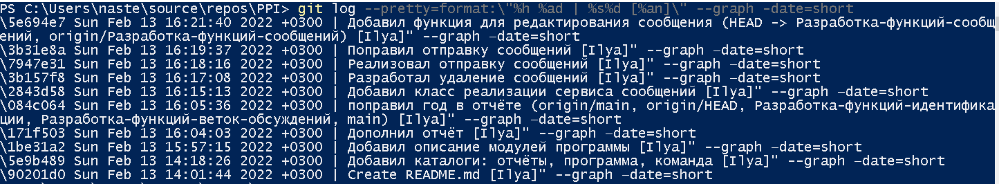 PS C:\Users\naste\source\repos\PPI> git log --pretty=format:\"%h %ad | %s%d [%an]\" --graph -date=short
\5e694e7 Sun Feb 13 16:21:40 2022 +0300 | Добавил функция для редактирования сообщения (HEAD -> Разработка-функций-сообщ
ений, origin/Разработка-функций-сообщений) [Ilya]" --graph –date=short
\3b31e8a Sun Feb 13 16:19:37 2022 +0300 | Поправил отправку сообщений [Ilya]" --graph –date=short
\7947e31 Sun Feb 13 16:18:16 2022 +0300 | Реализовал отправку сообщений [Ilya]" --graph –date=short
\3b157f8 Sun Feb 13 16:17:08 2022 +0300 | Разработал удаление сообщений [Ilya]" --graph –date=short
\2843d58 Sun Feb 13 16:15:13 2022 +0300 | Добавил класс реализации сервиса сообщений [Ilya]" --graph –date=short
\084c064 Sun Feb 13 16:05:36 2022 +0300 | поправил год в отчёте (origin/main, origin/HEAD, Разработка-функций-идентифика
ции, Разработка-функций-веток-обсуждений, main) [Ilya]" --graph –date=short
\171f503 Sun Feb 13 16:04:03 2022 +0300 | Дополнил отчёт [Ilya]" --graph –date=short
\1be31a2 Sun Feb 13 15:57:15 2022 +0300 | Добавил описание модулей программы [Ilya]" --graph –date=short
\5e9b489 Sun Feb 13 14:18:26 2022 +0300 | Добавил каталоги: отчёты, программа, команда [Ilya]" --graph –date=short
\90201d0 Sun Feb 13 14:01:44 2022 +0300 | Create README.md [Ilya]" --graph –date=short